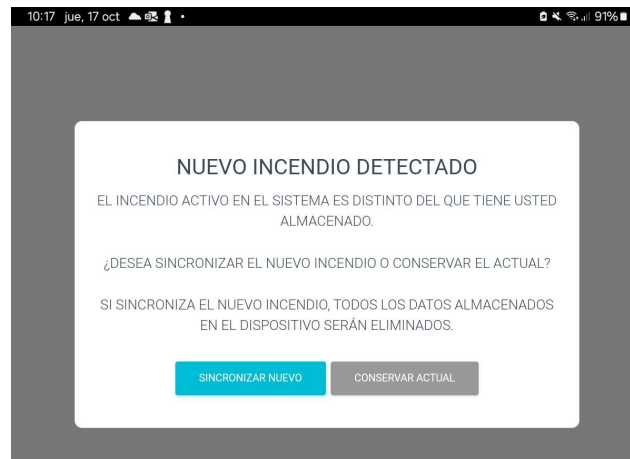 10:17 jue, 17 oct
91%
NUEVO INCENDIO DETECTADO
EL INCENDIO ACTIVO EN EL SISTEMA ES DISTINTO DEL QUE TIENE USTED
ALMACENADO.
¿DESEA SINCRONIZAR EL NUEVO INCENDIO O CONSERVAR EL ACTUAL?
SI SINCRONIZA EL NUEVO INCENDIO, TODOS LOS DATOS ALMACENADOS
EN EL DISPOSITIVO SERÁN ELIMINADOS.
SINCRONIZAR NUEVO
CONSERVAR ACTUAL